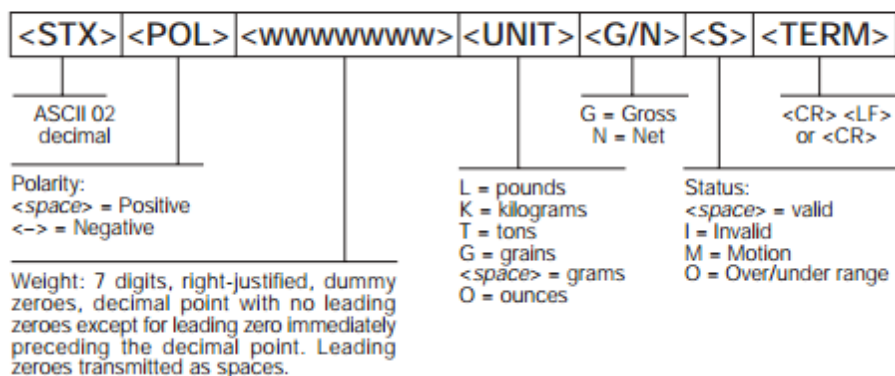 <STX> <POL> <wwwwwww> <UNIT> <G/N> <S> <TERM>
ASCII 02
decimal
G = Gross
N = Net
<CR> <LF>
or <CR>
Polarity:
<space> = Positive
<–> = Negative
L = pounds
K = kilograms
T = tons
G = grains
<space> = grams
O = ounces
Status:
<space> = valid
I = Invalid
M = Motion
O = Over/under range
Weight: 7 digits, right-justified, dummy
zeroes, decimal point with no leading
zeroes except for leading zero immediately
preceding the decimal point. Leading
zeroes transmitted as spaces.